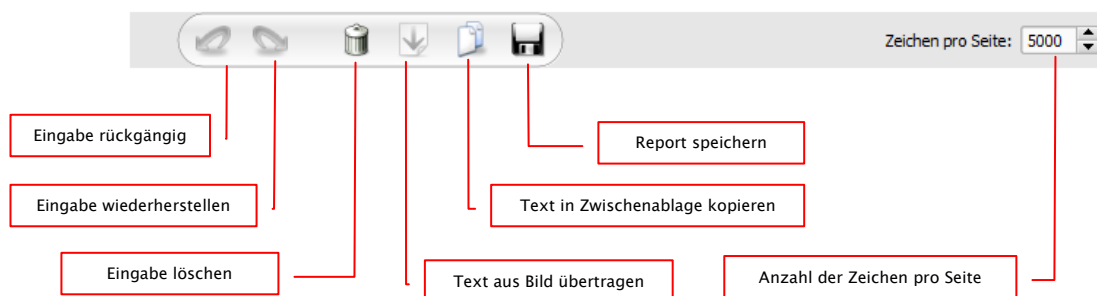 Zeichen pro Seite: 5000
Eingabe rückgängig
Report speichern
Eingabe wiederherstellen
Text in Zwischenablage kopieren
Eingabe löschen
Text aus Bild übertragen
Anzahl der Zeichen pro Seite